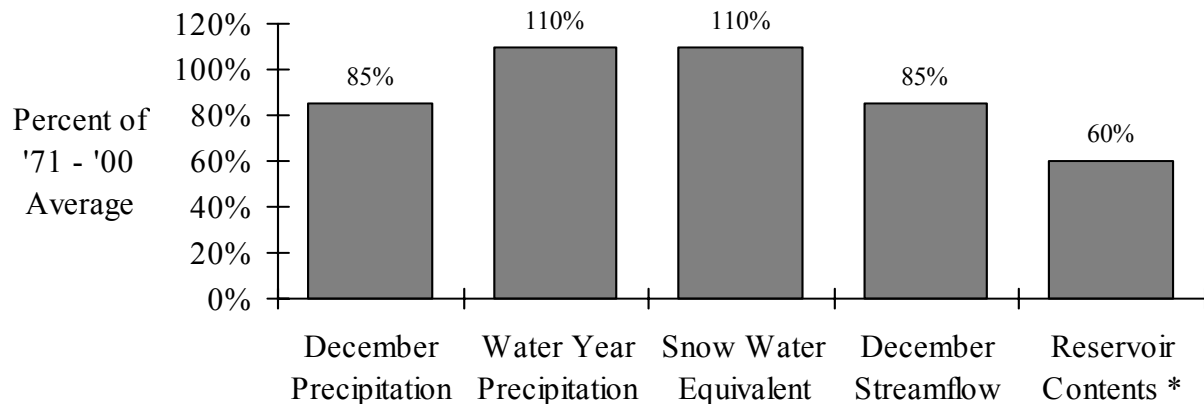 120%
100%
80%
60%
40%
20%
0%
Percent of
'71 - '00
Average
85%
110%
110%
85%
60%
December
Precipitation
Water Year
Precipitation
Snow Water
Equivalent
December
Streamflow
Reservoir
Contents *